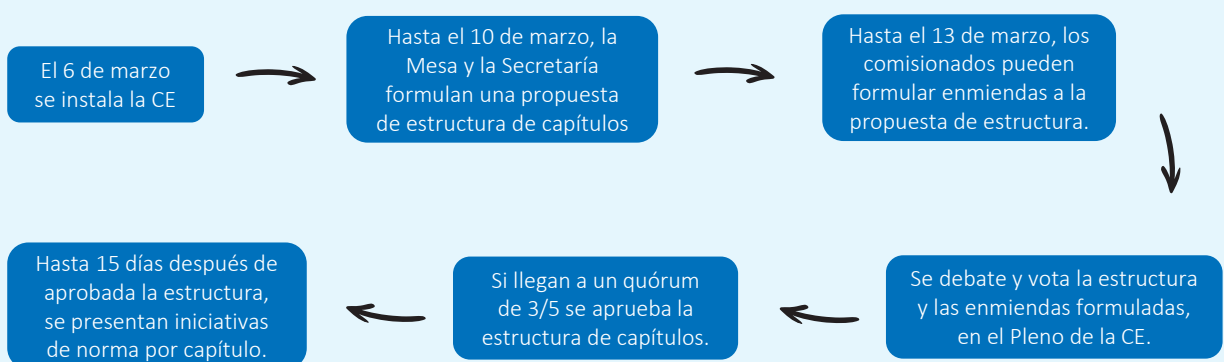 El 6 de marzo
se instala la CE
Hasta el 10 de marzo, la
Mesa y la Secretaría
formulan una propuesta
de estructura de capítulos
Hasta el 13 de marzo, los
comisionados pueden
formular enmiendas a la
propuesta de estructura.
Se debate y vota la estructura
y las enmiendas formuladas,
en el Pleno de la CE.
Si llegan a un quórum
de 3/5 se aprueba la
estructura de capítulos.
Hasta 15 días después de
aprobada la estructura,
se presentan iniciativas
de norma por capítulo.